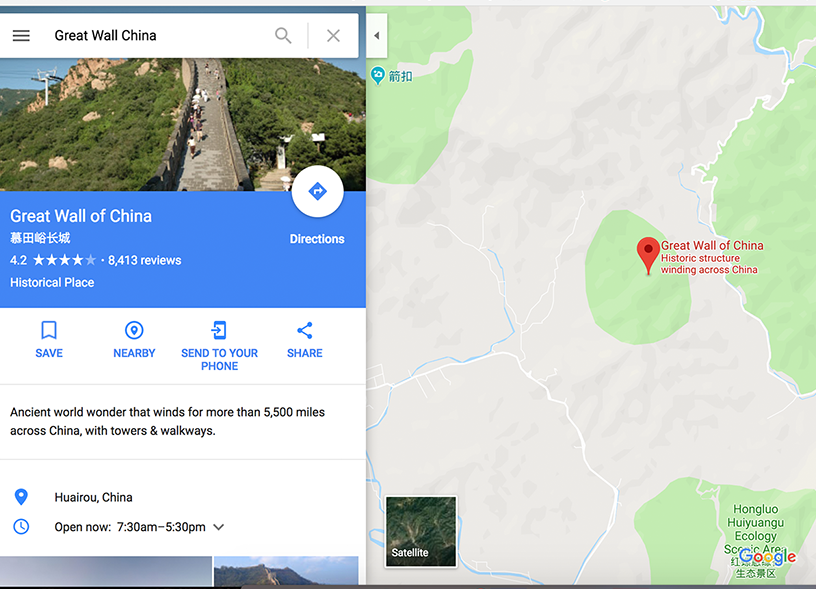 Great Wall China
Great Wall of China
慕田峪长城
4.2 ★★★★★ · 8,413 reviews
Historical Place
Directions
SAVE
NEARBY
SEND TO YOUR
PHONE
SHARE
Ancient world wonder that winds for more than 5,500 miles
across China, with towers & walkways.
Huairou, China
Open now: 7:30am–5:30pm
箭扣
Great Wall of China
Historic structure
winding across China
Satellite
Hongluo
Huiyuangu
Ecology
Scenic Area
Google
生态景区